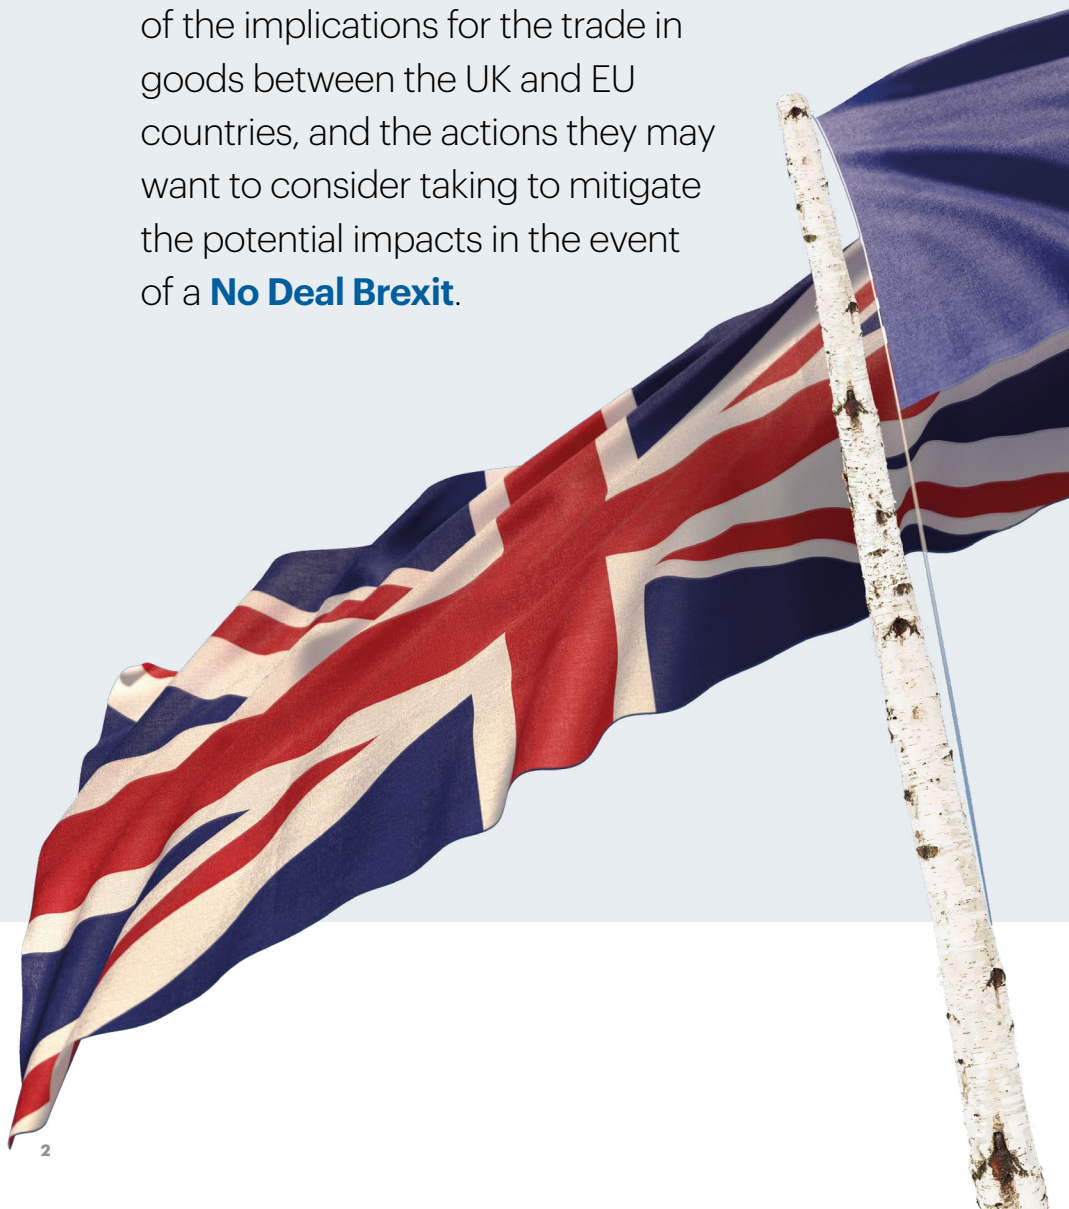 of the implications for the trade in
goods between the UK and EU
countries, and the actions they may
want to consider taking to mitigate
the potential impacts in the event
of a No Deal Brexit.
2